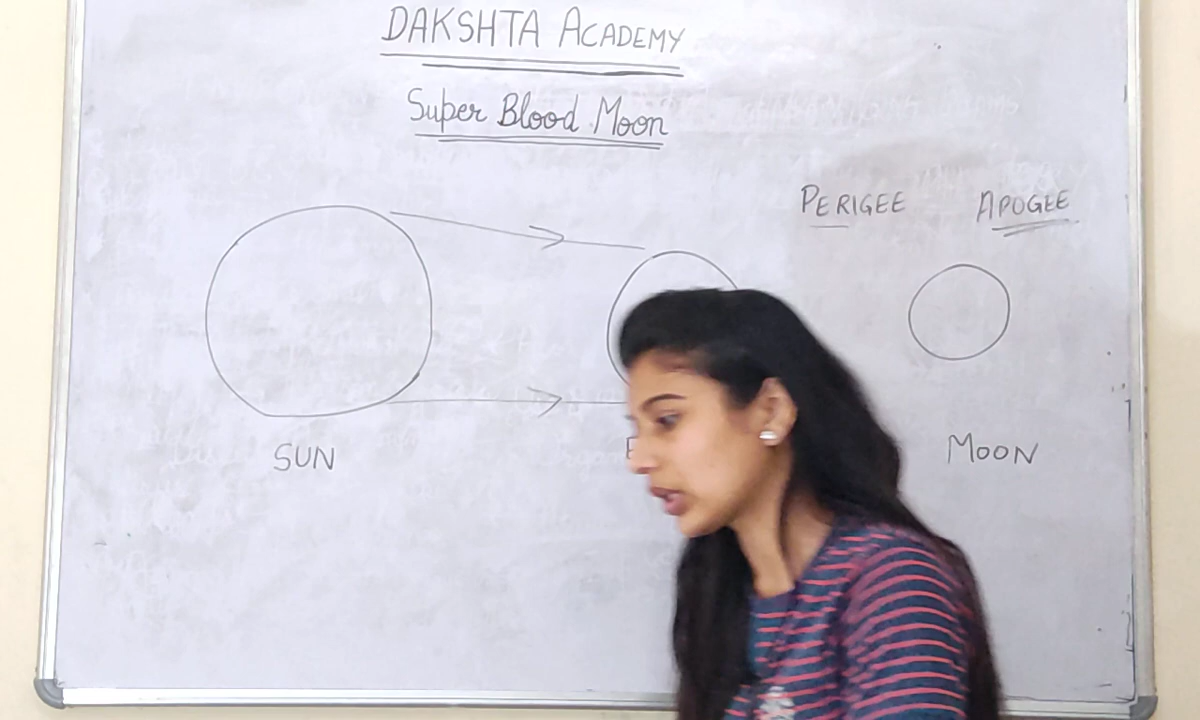 DAKSHTA ACADEMY
Super Blood Moon
PERIGEE APOGEE
SUN MOON